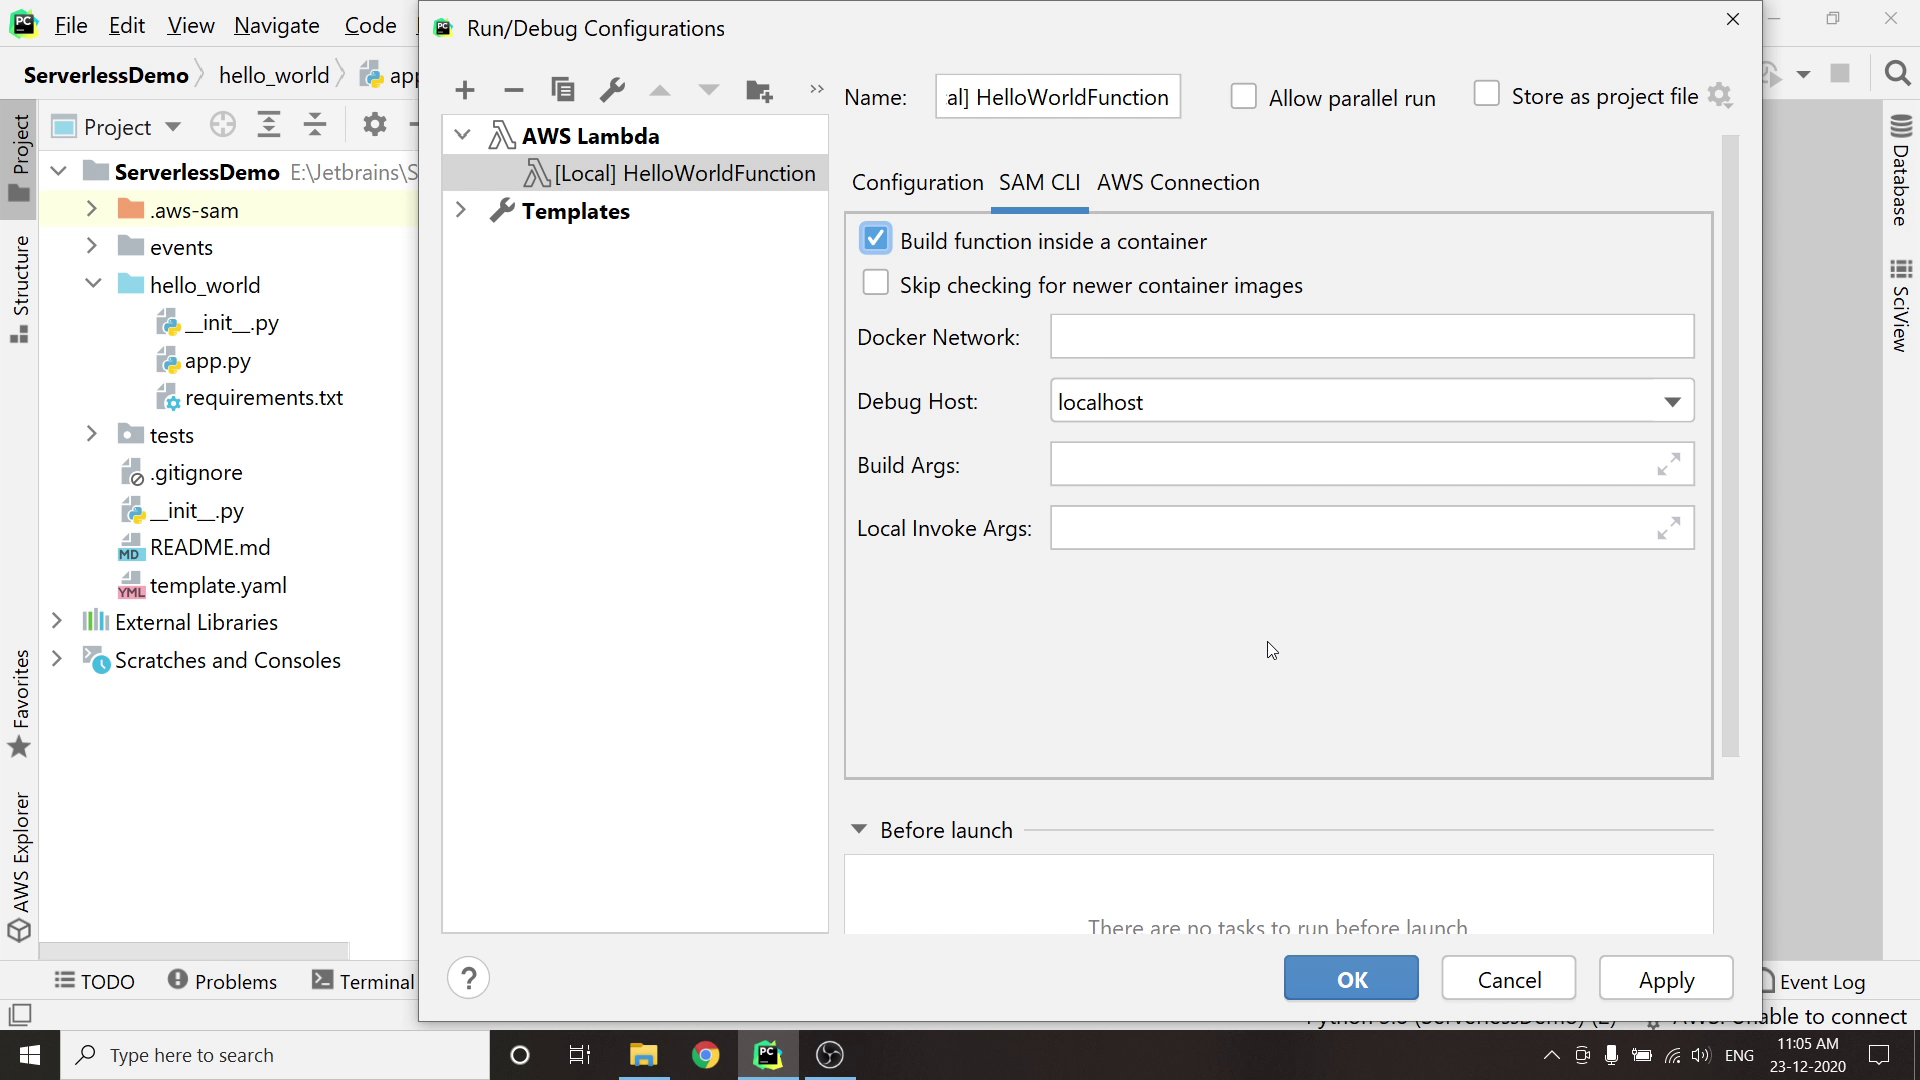 File Edit View Navigate Code
Run/Debug Configurations
ServerlessDemo hello_world
Name: al] HelloWorldFunction Allow parallel run Store as project file
Project
AWS Lambda
[Local] HelloWorldFunction
Templates
ServerlessDemo E:\Jetbrains\S
.aws-sam
events
hello_world
__init__.py
app.py
requirements.txt
tests
.gitignore
__init__.py
MD README.md
YML template.yaml
External Libraries
Scratches and Consoles
Configuration SAM CLI AWS Connection
Build function inside a container
Skip checking for newer container images
Docker Network:
Debug Host: localhost
Build Args:
Local Invoke Args:
Before launch
There are no tasks to run before launch
? OK Cancel Apply
Project
Structure
Favorites
AWS Explorer
Database
SciView
TODO Problems Terminal Event Log
able to connect
Type here to search
PC
ENG
11:05 AM
23-12-2020